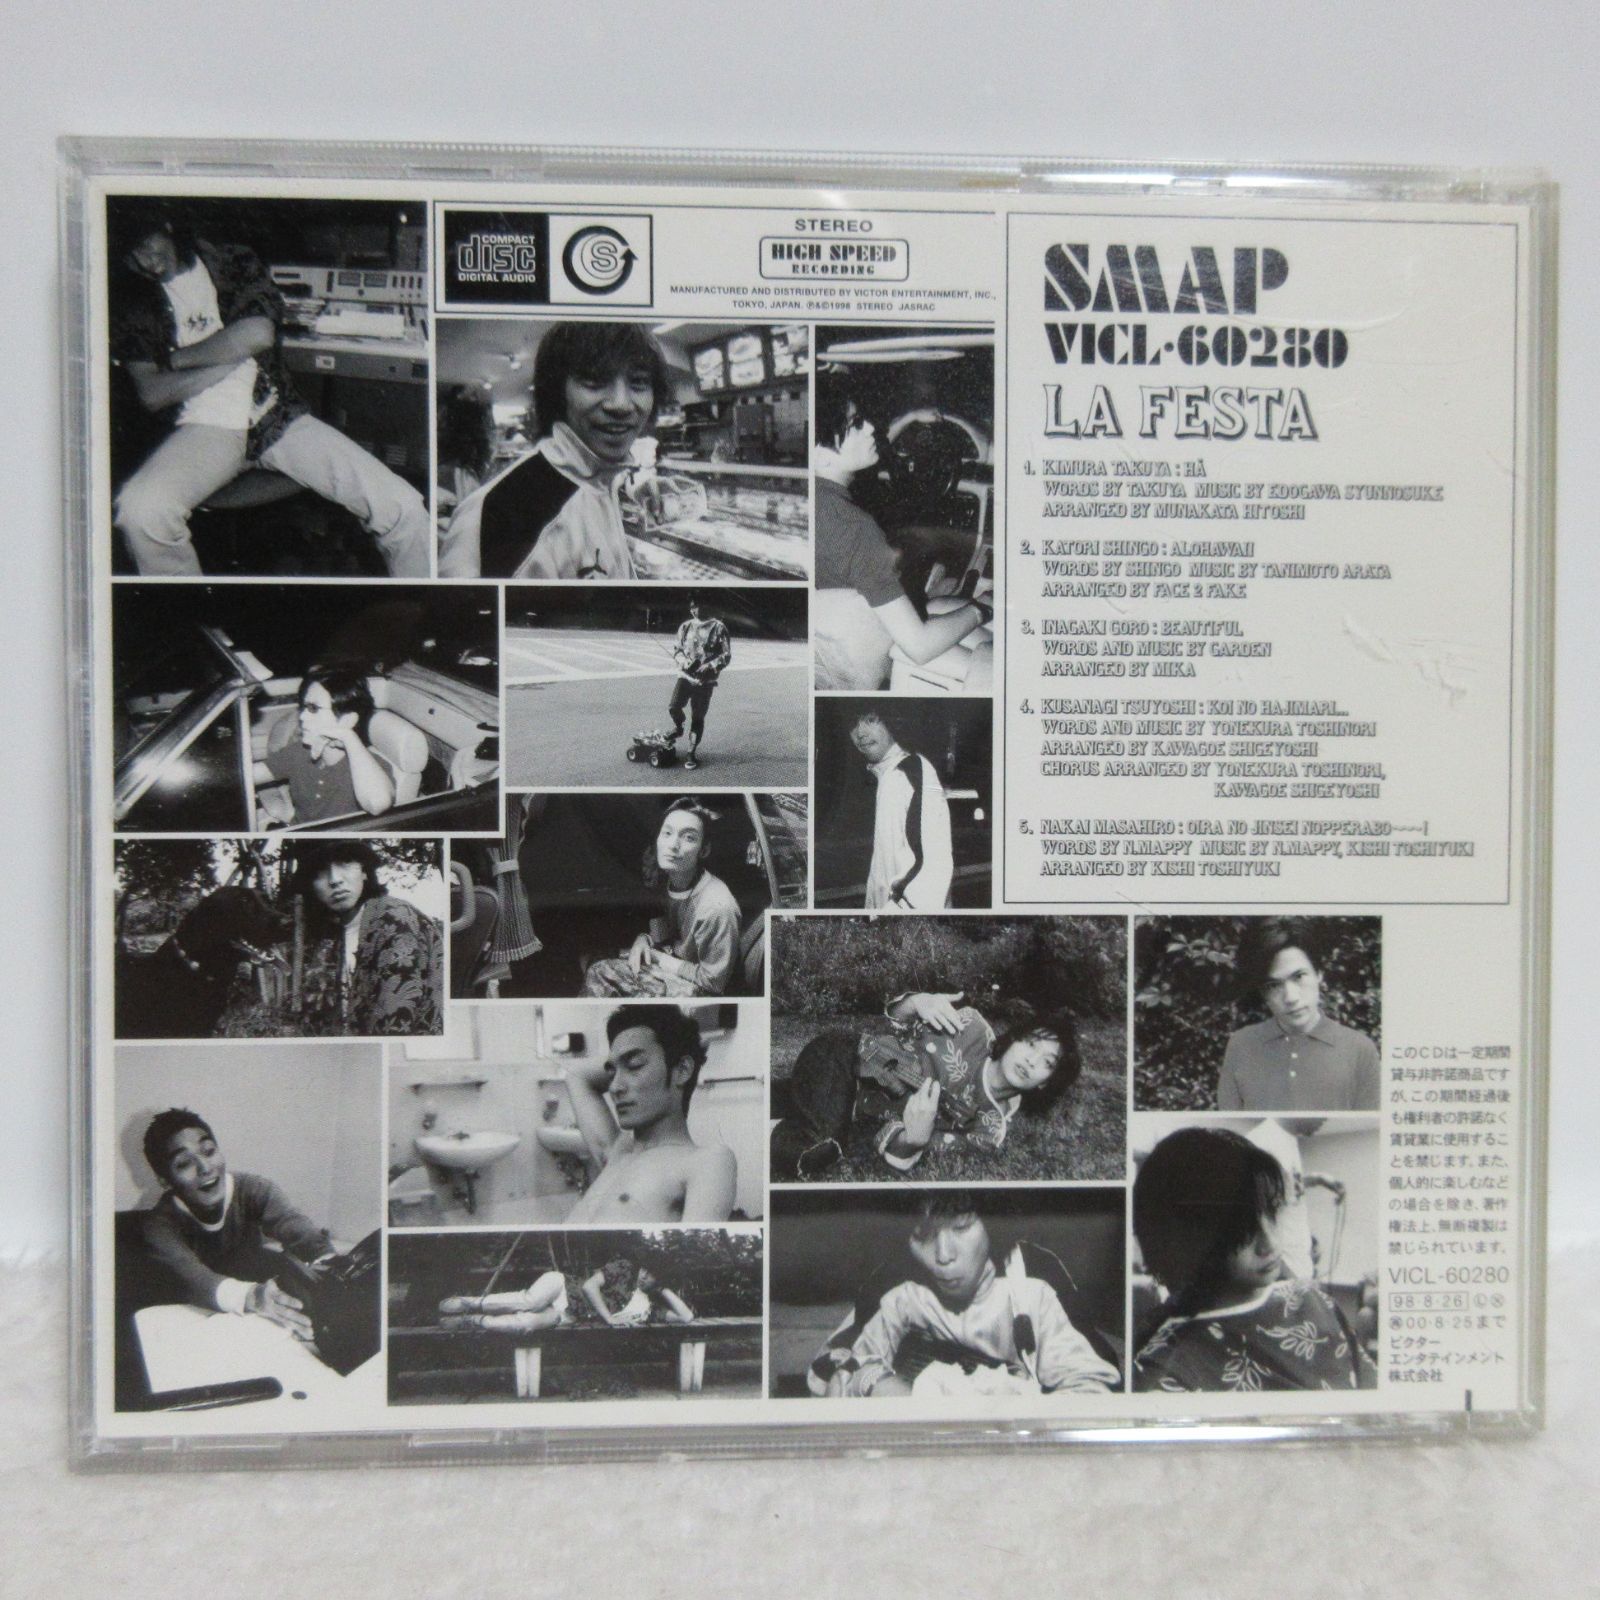 COMPACT
disc
DIGITAL AUDIO
S
STEREO
HIGH SPEED
RECORDING
MANUFACTURED AND DISTRIBUTED BY VICTOR ENTERTAINMENT, INC.,
TOKYO, JAPAN. ℗&©1998 STEREO JASRAC
SMAP
VICL-60280
LA FESTA
1. KIMURA TAKUYA : HÅ
WORDS BY TAKUYA MUSIC BY EDOGAWA SYUNNOSUKE
ARRANGED BY MUNAKATA HITOSHI
2. KATORI SHINGO : ALOHAWAII
WORDS BY SHINGO MUSIC BY TANIMOTO ARATA
ARRANGED BY FACE 2 FAKE
3. INAGAKI GORO : BEAUTIFUL
WORDS AND MUSIC BY GARDEN
ARRANGED BY MIKA
4. KUSANAGI TSUYOSHI : KOI NO HAJIMARI...
WORDS AND MUSIC BY YONEKURA TOSHINORI
ARRANGED BY KAWAGOE SHIGEYOSHI
CHORUS ARRANGED BY YONEKURA TOSHINORI,
KAWAGOE SHIGEYOSHI
5. NAKAI MASAHIRO : OIRA NO JINSEI NOPPERABO~~~~!
WORDS BY N.MAPPY MUSIC BY N.MAPPY, KISHI TOSHIYUKI
ARRANGED BY KISHI TOSHIYUKI
このCDは一定期間
貸与非許諾商品です
が、この期間経過後
も権利者の許諾なく
賃貸業に使用するこ
とを禁じます。また、
個人的に楽しむなど
の場合を除き、著作
権法上、無断複製は
禁じられています。
VICL-60280
98・8・26 Ⓛ
00・8・25まで
ビクター
エンタテインメント
株式会社